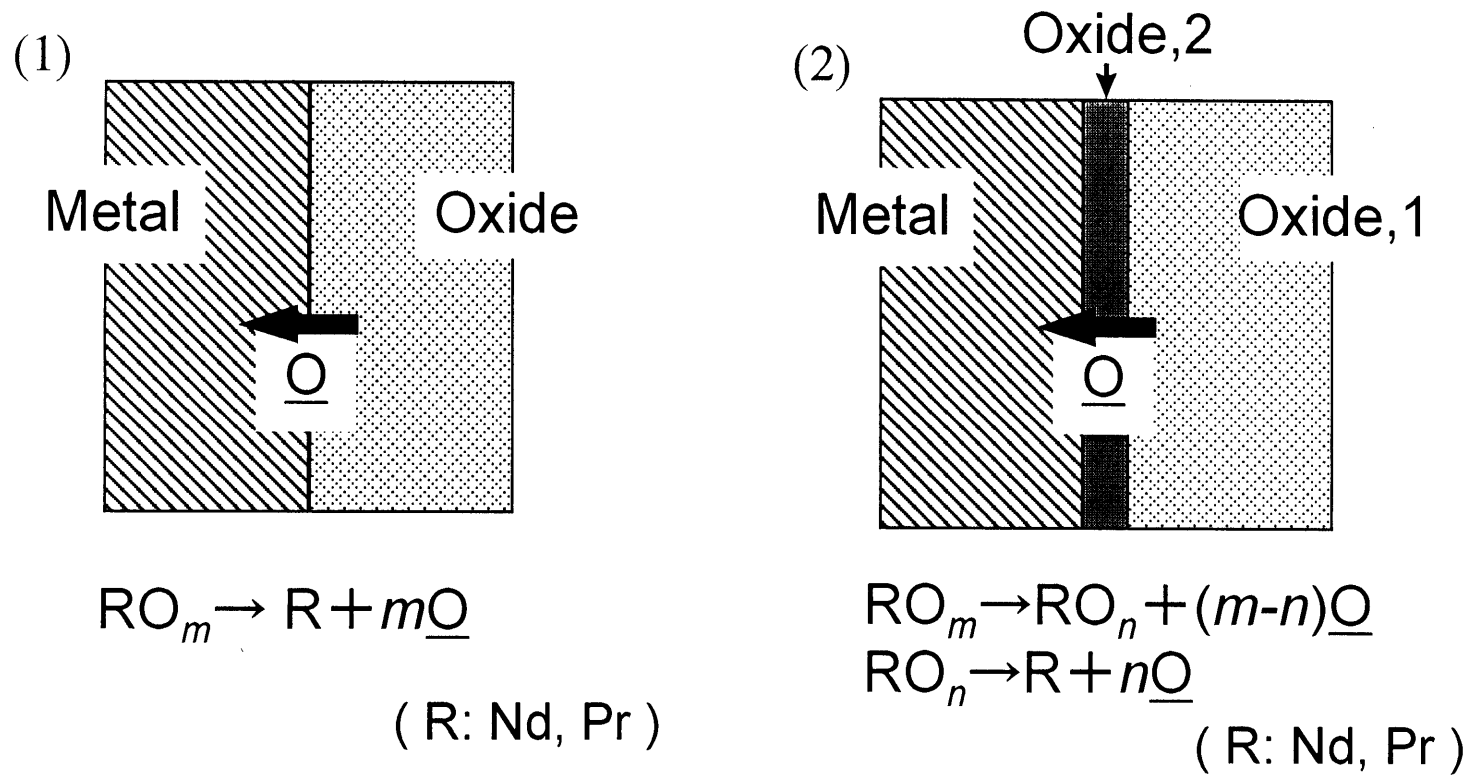 (1)
Metal
Oxide
O
ROm→ R+mO
( R: Nd, Pr )
(2)
Oxide,2
Metal
Oxide,1
O
ROm→ROn+(m-n)O
ROn→R+nO
( R: Nd, Pr )